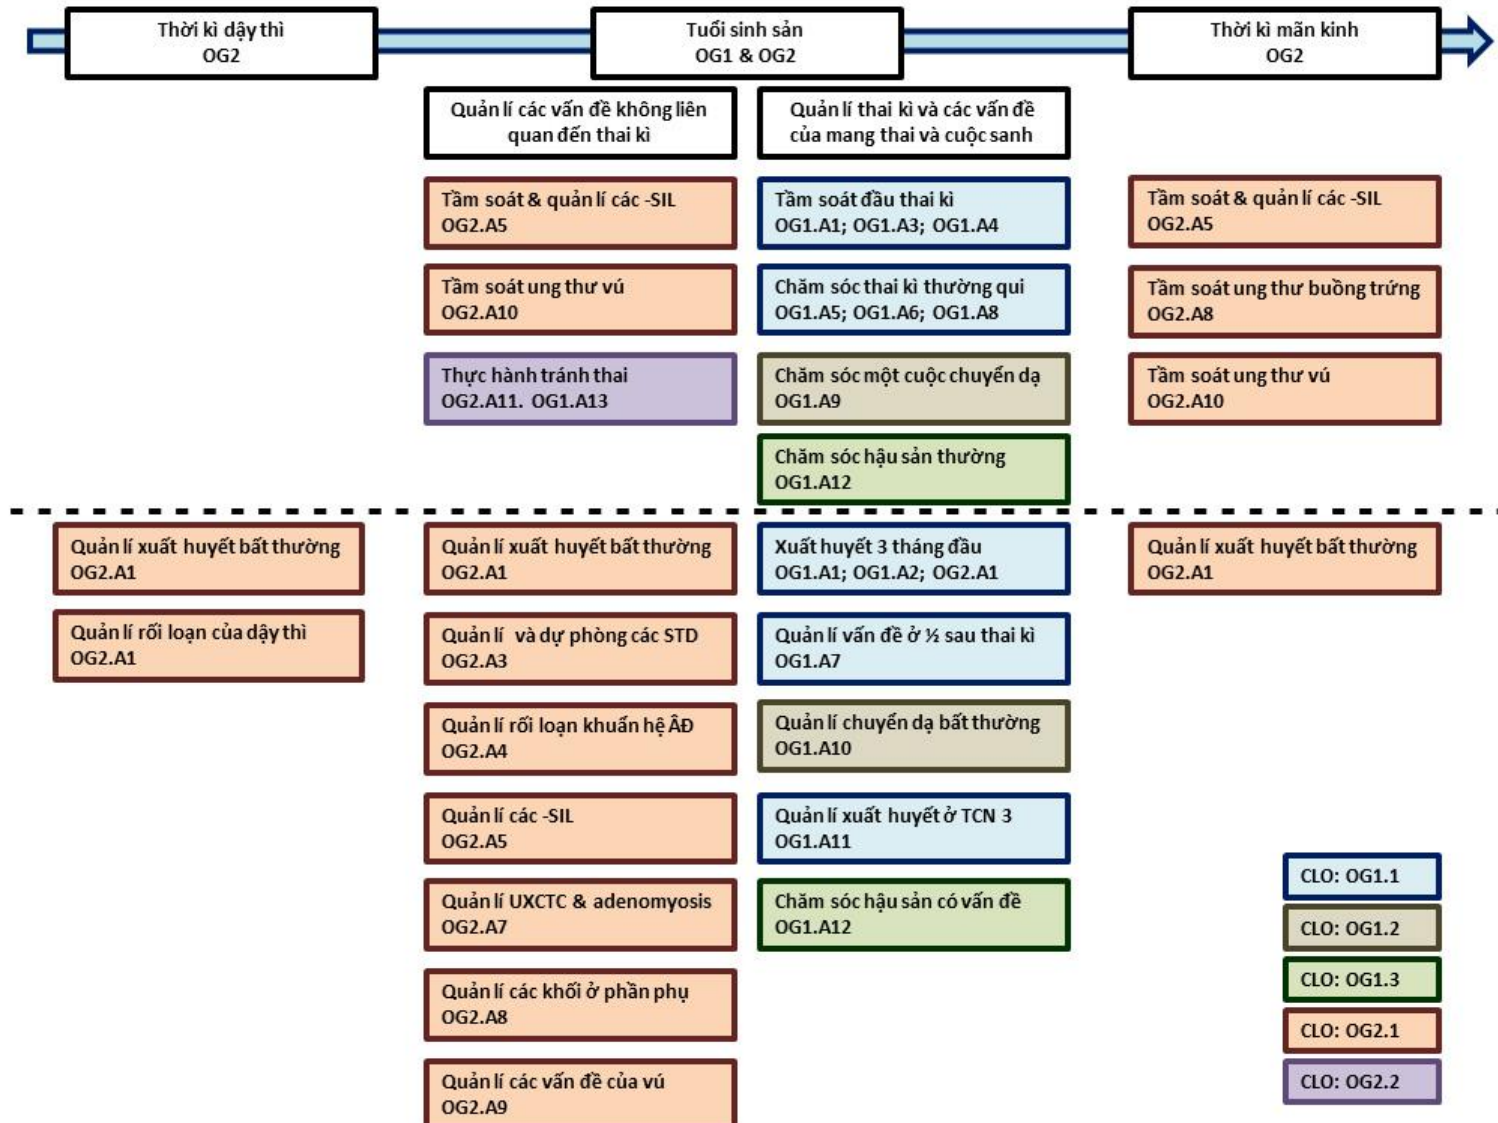 Thời kì dậy thì
OG2
Tuổi sinh sản
OG1 & OG2
Thời kì mãn kinh
OG2
Quản lí các vấn đề không liên
quan đến thai kì
Quản lí thai kì và các vấn đề
của mang thai và cuộc sanh
Tầm soát & quản lí các -SIL
OG2.A5
Tầm soát đầu thai kì
OG1.A1; OG1.A3; OG1.A4
Tầm soát & quản lí các -SIL
OG2.A5
Tầm soát ung thư vú
OG2.A10
Chăm sóc thai kì thường qui
OG1.A5; OG1.A6; OG1.A8
Tầm soát ung thư buồng trứng
OG2.A8
Thực hành tránh thai
OG2.A11. OG1.A13
Chăm sóc một cuộc chuyển dạ
OG1.A9
Tầm soát ung thư vú
OG2.A10
Chăm sóc hậu sản thường
OG1.A12
Quản lí xuất huyết bất thường
OG2.A1
Quản lí xuất huyết bất thường
OG2.A1
Xuất huyết 3 tháng đầu
OG1.A1; OG1.A2; OG2.A1
Quản lí xuất huyết bất thường
OG2.A1
Quản lí rối loạn của dậy thì
OG2.A1
Quản lí và dự phòng các STD
OG2.A3
Quản lí vấn đề ở ½ sau thai kì
OG1.A7
Quản lí rối loạn khuẩn hệ ÂĐ
OG2.A4
Quản lí chuyển dạ bất thường
OG1.A10
Quản lí các -SIL
OG2.A5
Quản lí xuất huyết ở TCN 3
OG1.A11
Quản lí UXCTC & adenomyosis
OG2.A7
Chăm sóc hậu sản có vấn đề
OG1.A12
Quản lí các khối ở phần phụ
OG2.A8
Quản lí các vấn đề của vú
OG2.A9
CLO: OG1.1
CLO: OG1.2
CLO: OG1.3
CLO: OG2.1
CLO: OG2.2